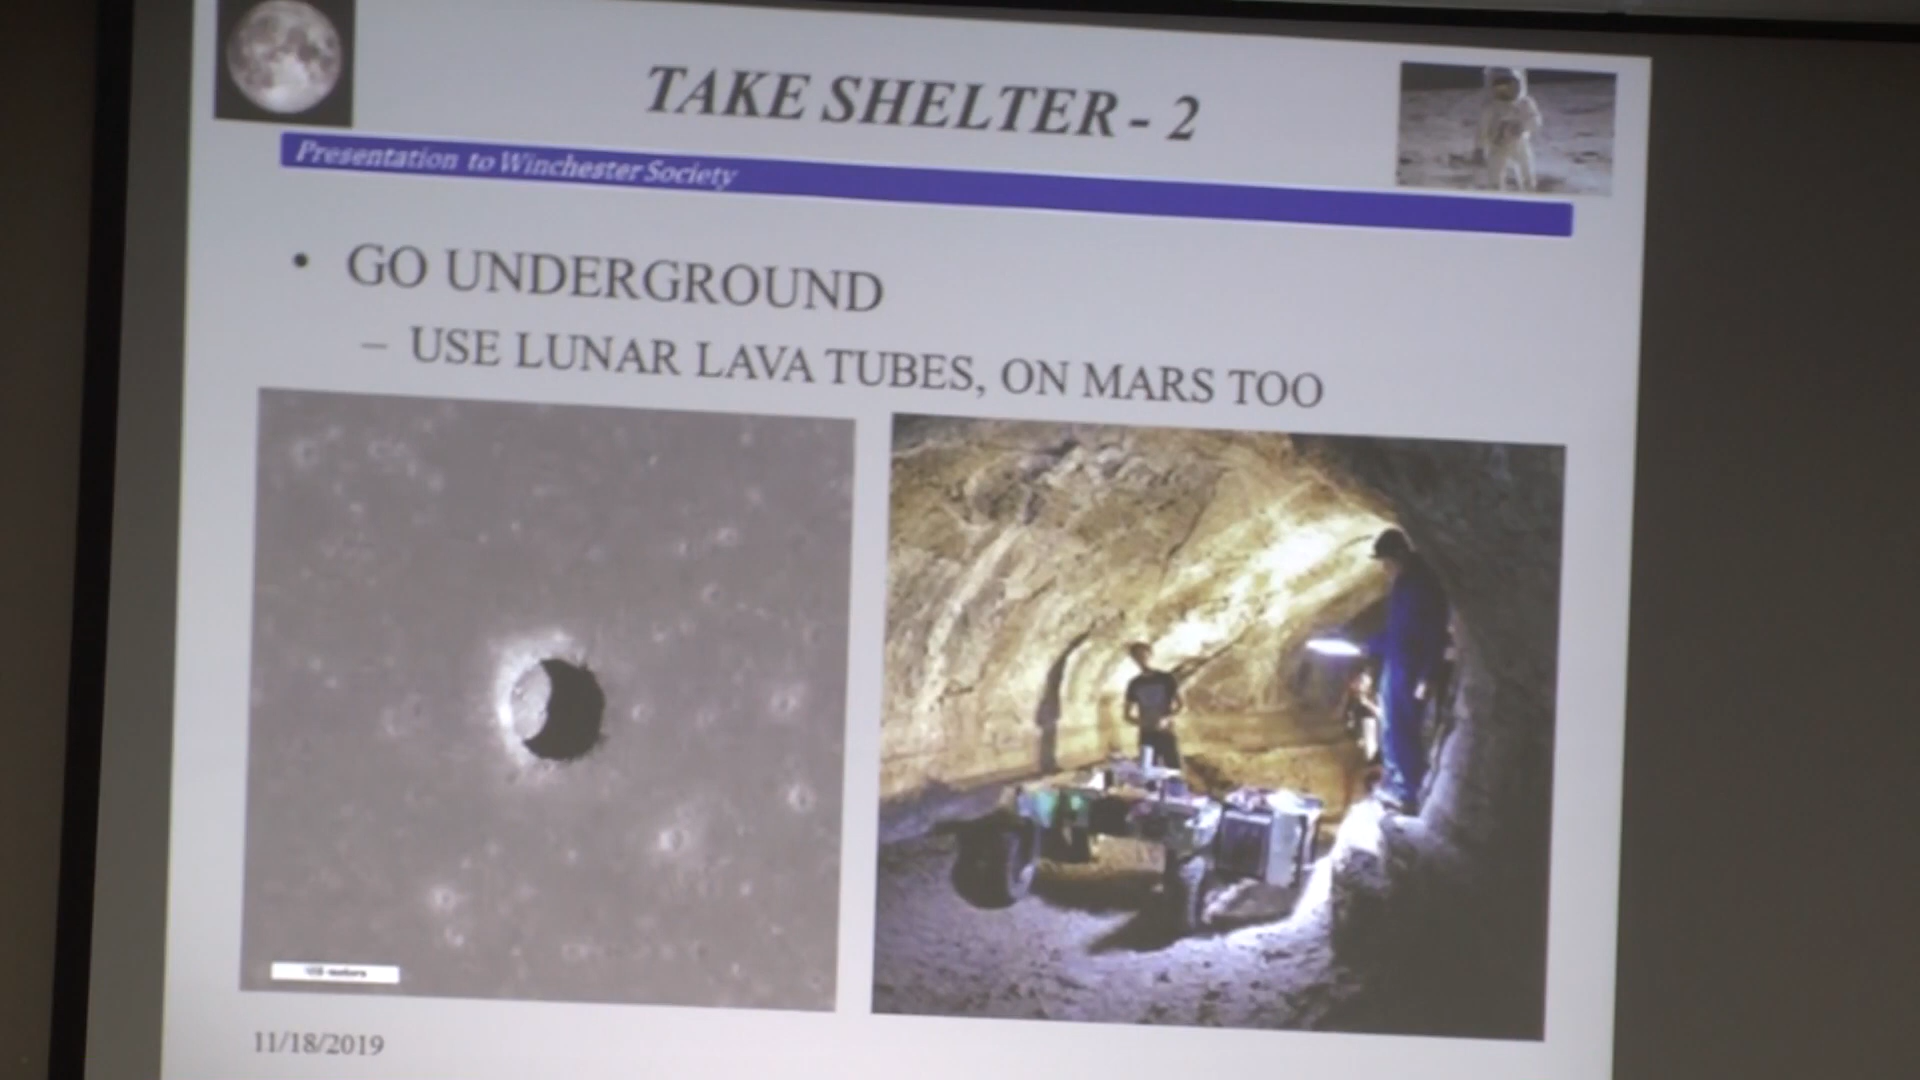 TAKE SHELTER - 2
Presentation to Winchester Society
• GO UNDERGROUND
– USE LUNAR LAVA TUBES, ON MARS TOO
meters
11/18/2019